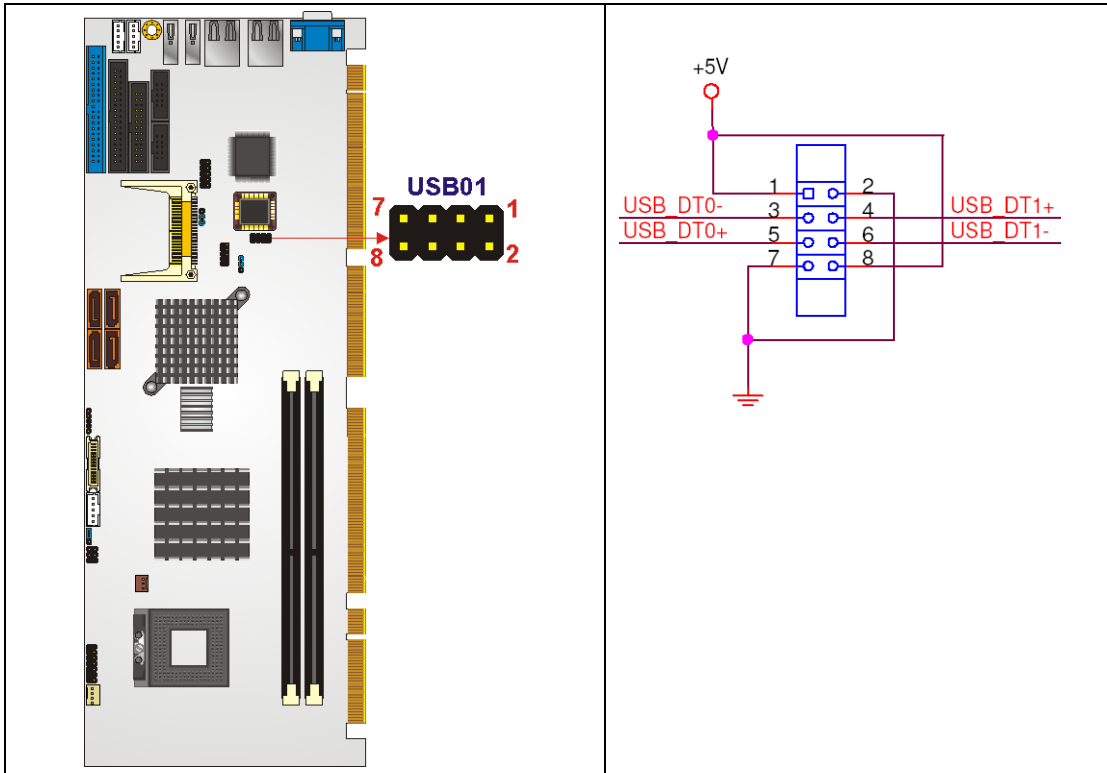 USB01
7 1
8 2
+5V
1 2
USB_DT0- 3 4 USB_DT1+
USB_DT0+ 5 6 USB_DT1-
7 8